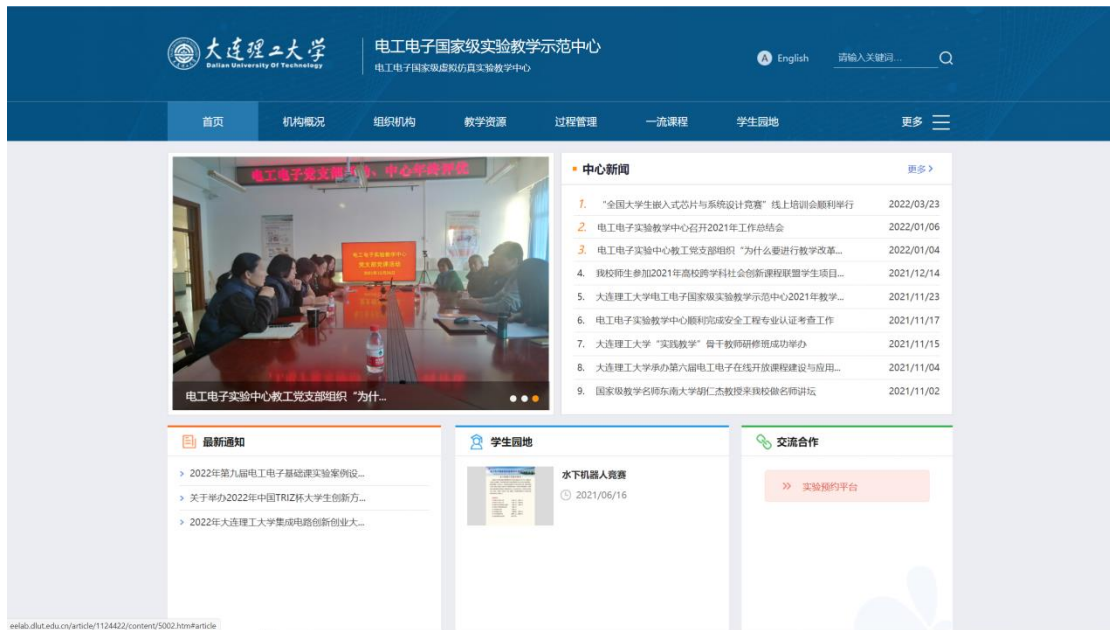 大连理工大学
Dalian University Of Technology
电工电子国家级实验教学示范中心
电工电子国家级虚拟仿真实验教学中心
A English
请输入关键词...
首页 机构概况 组织机构 教学资源 过程管理 一流课程 学生园地 更多
电工电子实验教学中心
党支部党课活动
电工电子实验中心教工党支部组织“为什...
中心新闻 更多>
1. “全国大学生嵌入式芯片与系统设计竞赛”线上培训会顺利举行 2022/03/23
2. 电工电子实验教学中心召开2021年工作总结会 2022/01/06
3. 电工电子实验中心教工党支部组织“为什么要进行教学改革... 2022/01/04
4. 我校师生参加2021年高校跨学科社会创新课程联盟学生项目... 2021/12/14
5. 大连理工大学电工电子国家级实验教学示范中心2021年教学... 2021/11/23
6. 电工电子实验教学中心顺利完成安全工程专业认证考查工作 2021/11/17
7. 大连理工大学“实践教学”骨干教师研修班成功举办 2021/11/15
8. 大连理工大学承办第六届电工电子在线开放课程建设与应用... 2021/11/04
9. 国家级教学名师东南大学胡仁杰教授来我校做名师讲坛 2021/11/02
最新通知
> 2022年第九届电工电子基础课实验案例设...
> 关于举办2022年中国TRIZ杯大学生创新方...
> 2022年大连理工大学集成电路创新创业大...
学生园地
水下机器人竞赛
2021/06/16
交流合作
» 实验预约平台
eelab.dlut.edu.cn/article/1124422/content/5002.htm#article